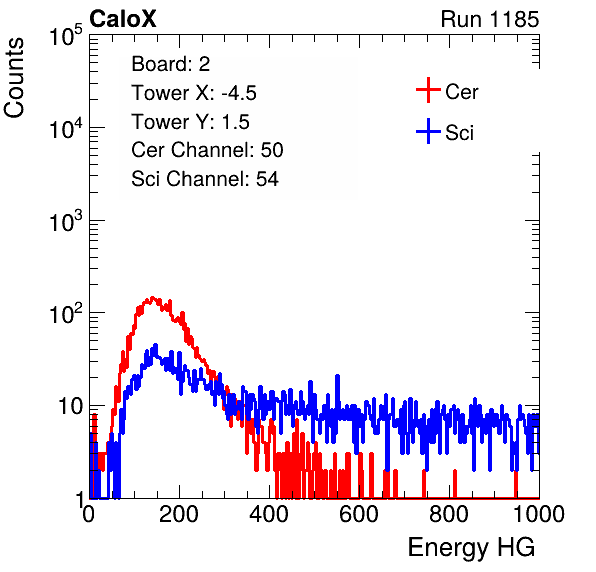 CaloX Run 1185
Counts
10^5
10^4
10^3
10^2
10
1
Board: 2
Tower X: -4.5
Tower Y: 1.5
Cer Channel: 50
Sci Channel: 54
Cer
Sci
0 200 400 600 800 1000
Energy HG